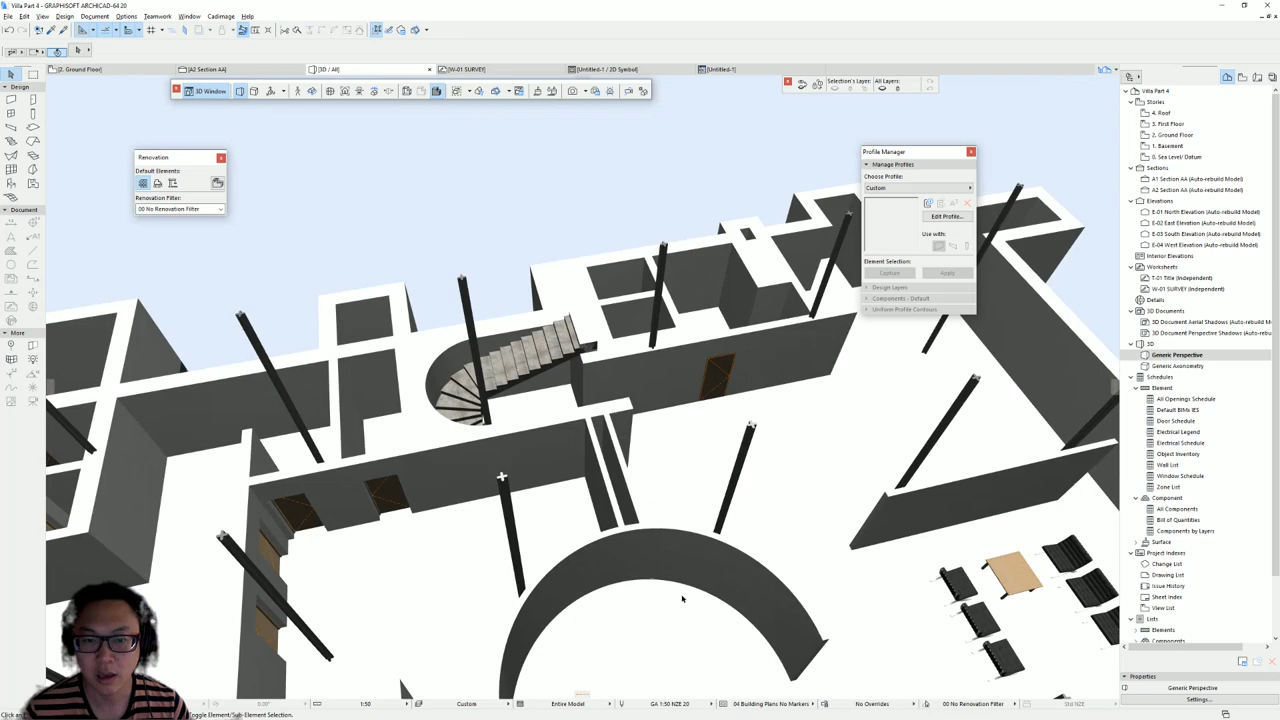 Villa Part 4 - GRAPHISOFT ARCHICAD-64 20
File
Edit
View
Design
Document
Options
Teamwork
Window
Cadimage
Help
[2. Ground Floor]
[A2 Section AA]
[3D / All]
[W-01 SURVEY]
[Untitled-1 / 2D Symbol]
[Untitled-1]
3D Window
Selection's Layer:
All Layers:
Design
Document
More
Renovation
Default Elements:
Renovation Filter:
00 No Renovation Filter
Profile Manager
Manage Profiles
Choose Profile:
Custom
Edit Profile...
Use with:
Element Selection:
Capture
Apply
Design Layers
Components - Default
Uniform Profile Contours
Villa Part 4
Stories
4. Roof
3. First Floor
2. Ground Floor
1. Basement
0. Sea Level/ Datum
Sections
A1 Section AA (Auto-rebuild Model)
A2 Section AA (Auto-rebuild Model)
Elevations
E-01 North Elevation (Auto-rebuild Model)
E-02 East Elevation (Auto-rebuild Model)
E-03 South Elevation (Auto-rebuild Model)
E-04 West Elevation (Auto-rebuild Model)
Interior Elevations
Worksheets
T-01 Title (Independent)
W-01 SURVEY (Independent)
Details
3D Documents
3D Document Aerial Shadows (Auto-rebuild
3D Document Perspective Shadows (Auto-rebuild
3D
Generic Perspective
Generic Axonometry
Schedules
Element
All Openings Schedule
Default BIMx IES
Door Schedule
Electrical Legend
Electrical Schedule
Object Inventory
Wall List
Window Schedule
Zone List
Component
All Components
Bill of Quantities
Components by Layers
Surface
Project Indexes
Change List
Drawing List
Issue History
Sheet Index
View List
Lists
Elements
Components
Properties
Generic Perspective
Settings...
0.00°
1:50
Custom
Entire Model
GA 1:50 NZE 20
04 Building Plans No Markers
No Overrides
00 No Renovation Filter
Std NZE
Toggle Element/Sub-Element Selection.